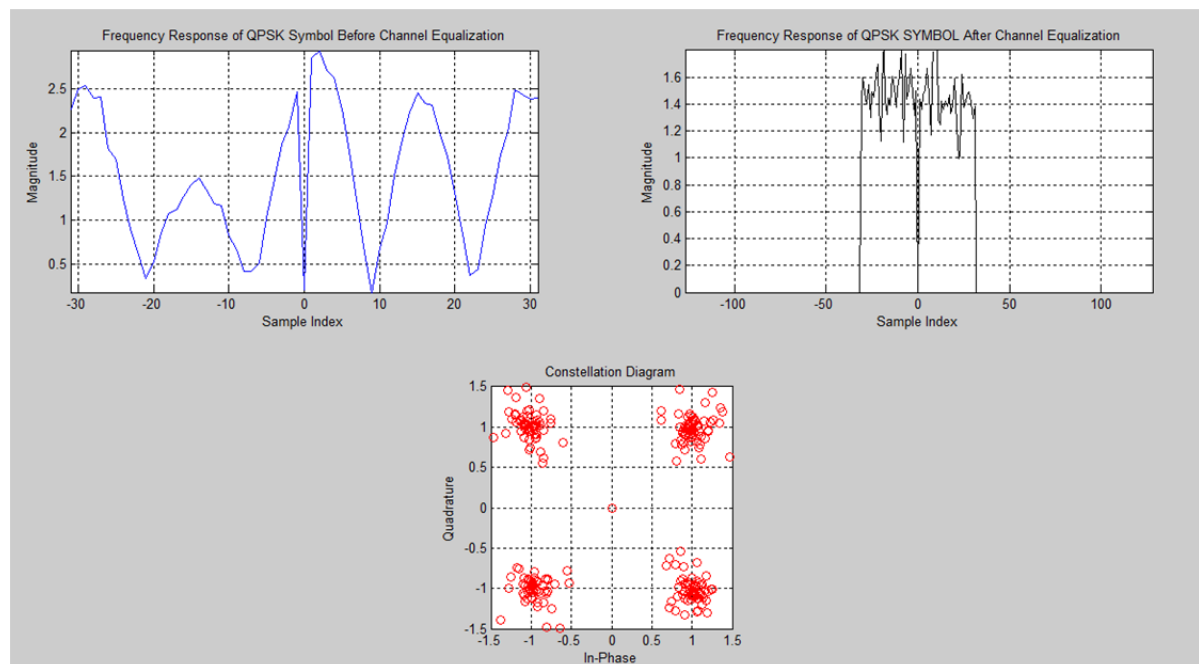 Frequency Response of QPSK Symbol Before Channel Equalization
2.5
2
1.5
1
0.5
Magnitude
-30 -20 -10 0 10 20 30
Sample Index
Frequency Response of QPSK SYMBOL After Channel Equalization
1.6
1.4
1.2
1
0.8
0.6
0.4
0.2
0
Magnitude
-100 -50 0 50 100
Sample Index
Constellation Diagram
1.5
1
0.5
0
-0.5
-1
-1.5
Quadrature
-1.5 -1 -0.5 0 0.5 1 1.5
In-Phase